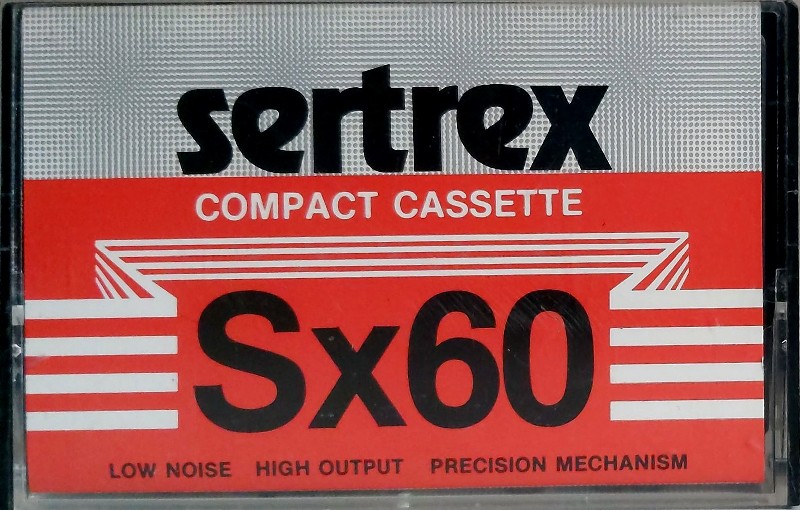 sertrex
COMPACT CASSETTE
Sx60
LOW NOISE HIGH OUTPUT PRECISION MECHANISM